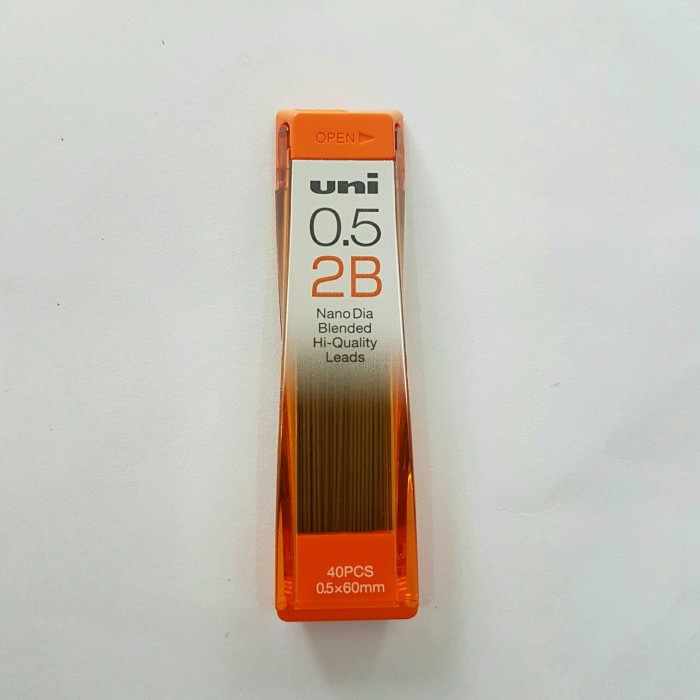 OPEN
uni
0.5
2B
Nano Dia
Blended
Hi-Quality
Leads
40PCS
0.5×60mm